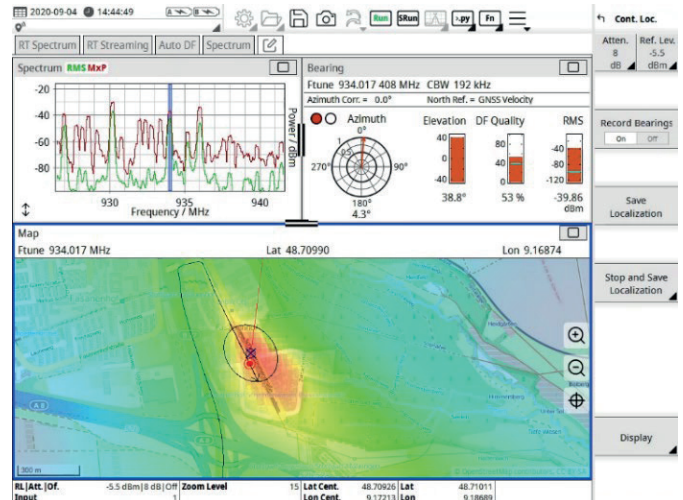 2020-09-04 14:44:49
Run SRun .py Fn
Cont. Loc.
RT Spectrum RT Streaming Auto DF Spectrum
Atten. Ref. Lev.
8 -5.5
dB dBm
Spectrum RMS MxP
-20
-40
-60
-80
930 935 940
Frequency / MHz
Power / dBm
Bearing
Ftune 934.017 408 MHz CBW 192 kHz
Azimuth Corr. = 0.0° North Ref. = GNSS Velocity
Azimuth Elevation DF Quality RMS
0°
1
0.5
270° 90°
180°
4.3°
40
0
-40
38.8°
80
40
0
53 %
-40
-80
-120
-39.86
dBm
Record Bearings
On Off
Save
Localization
Stop and Save
Localization
Display
Map
Ftune 934.017 MHz Lat 48.70990 Lon 9.16874
A 8
300 m
RL|Att.|Of. -5.5 dBm|8 dB|Off Zoom Level 15 Lat Cent. 48.70926 Lat 48.71011
Input 1 Lon Cent. 9.17213 Lon 9.18689